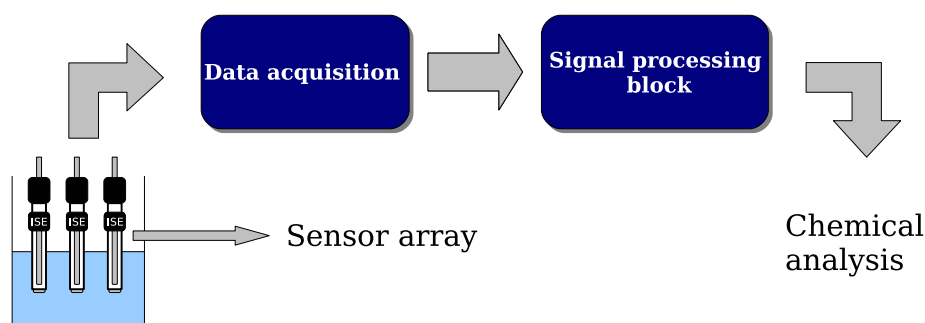 Data acquisition
Signal processing
block
ISE
ISE
ISE
Sensor array
Chemical
analysis